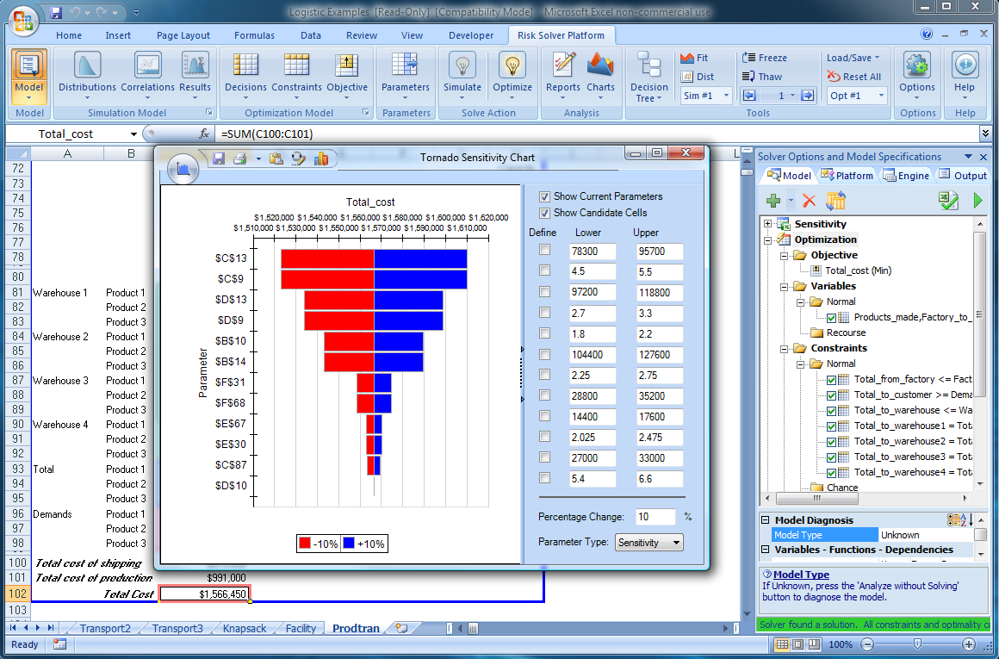 Logistic Examples [Read-Only] [Compatibility Mode] - Microsoft Excel non-commercial use
Home Insert Page Layout Formulas Data Review View Developer Risk Solver Platform
Model Distributions Correlations Results Decisions Constraints Objective Parameters Simulate Optimize Reports Charts Decision Tree Fit Dist Sim #1 Freeze Thaw 1 Load/Save Reset All Opt #1 Options Help
Model Simulation Model Optimization Model Parameters Solve Action Analysis Tools Options Help
Total_cost fx =SUM(C100:C101)
A B L
72
73
74
75
76
77
78
80
81 Warehouse 1 Product 1
82 Product 2
83 Product 3
84 Warehouse 2 Product 1
85 Product 2
86 Product 3
87 Warehouse 3 Product 1
88 Product 2
89 Product 3
90 Warehouse 4 Product 1
91 Product 2
92 Product 3
93 Total Product 1
94 Product 2
95 Product 3
96 Demands Product 1
97 Product 2
98 Product 3
100 Total cost of shipping
101 Total cost of production $991,000
102 Total Cost $1,566,450
103
Tornado Sensitivity Chart
Total_cost
$1,520,000 $1,540,000 $1,560,000 $1,580,000 $1,600,000 $1,620,000
$1,510,000 $1,530,000 $1,550,000 $1,570,000 $1,590,000 $1,610,000
Parameter
$C$13
$C$9
$D$13
$D$9
$B$10
$B$14
$F$31
$F$68
$E$67
$E$30
$C$87
$D$10
-10% +10%
Show Current Parameters
Show Candidate Cells
Define Lower Upper
78300 95700
4.5 5.5
97200 118800
2.7 3.3
1.8 2.2
104400 127600
2.25 2.75
28800 35200
14400 17600
2.025 2.475
27000 33000
5.4 6.6
Percentage Change: 10 %
Parameter Type: Sensitivity
Solver Options and Model Specifications
Model Platform Engine Output
Sensitivity
Optimization
Objective
Total_cost (Min)
Variables
Normal
Products_made,Factory_to_
Recourse
Constraints
Normal
Total_from_factory <= Fact
Total_to_customer >= Dema
Total_to_warehouse <= Wa
Total_to_warehouse1 = Tota
Total_to_warehouse2 = Tota
Total_to_warehouse3 = Tota
Total_to_warehouse4 = Tota
Chance
Model Diagnosis
Model Type Unknown
Variables - Functions - Dependencies
Model Type
If Unknown, press the 'Analyze without Solving'
button to diagnose the model.
Solver found a solution. All constraints and optimality co
Transport2 Transport3 Knapsack Facility Prodtran
Ready 100%